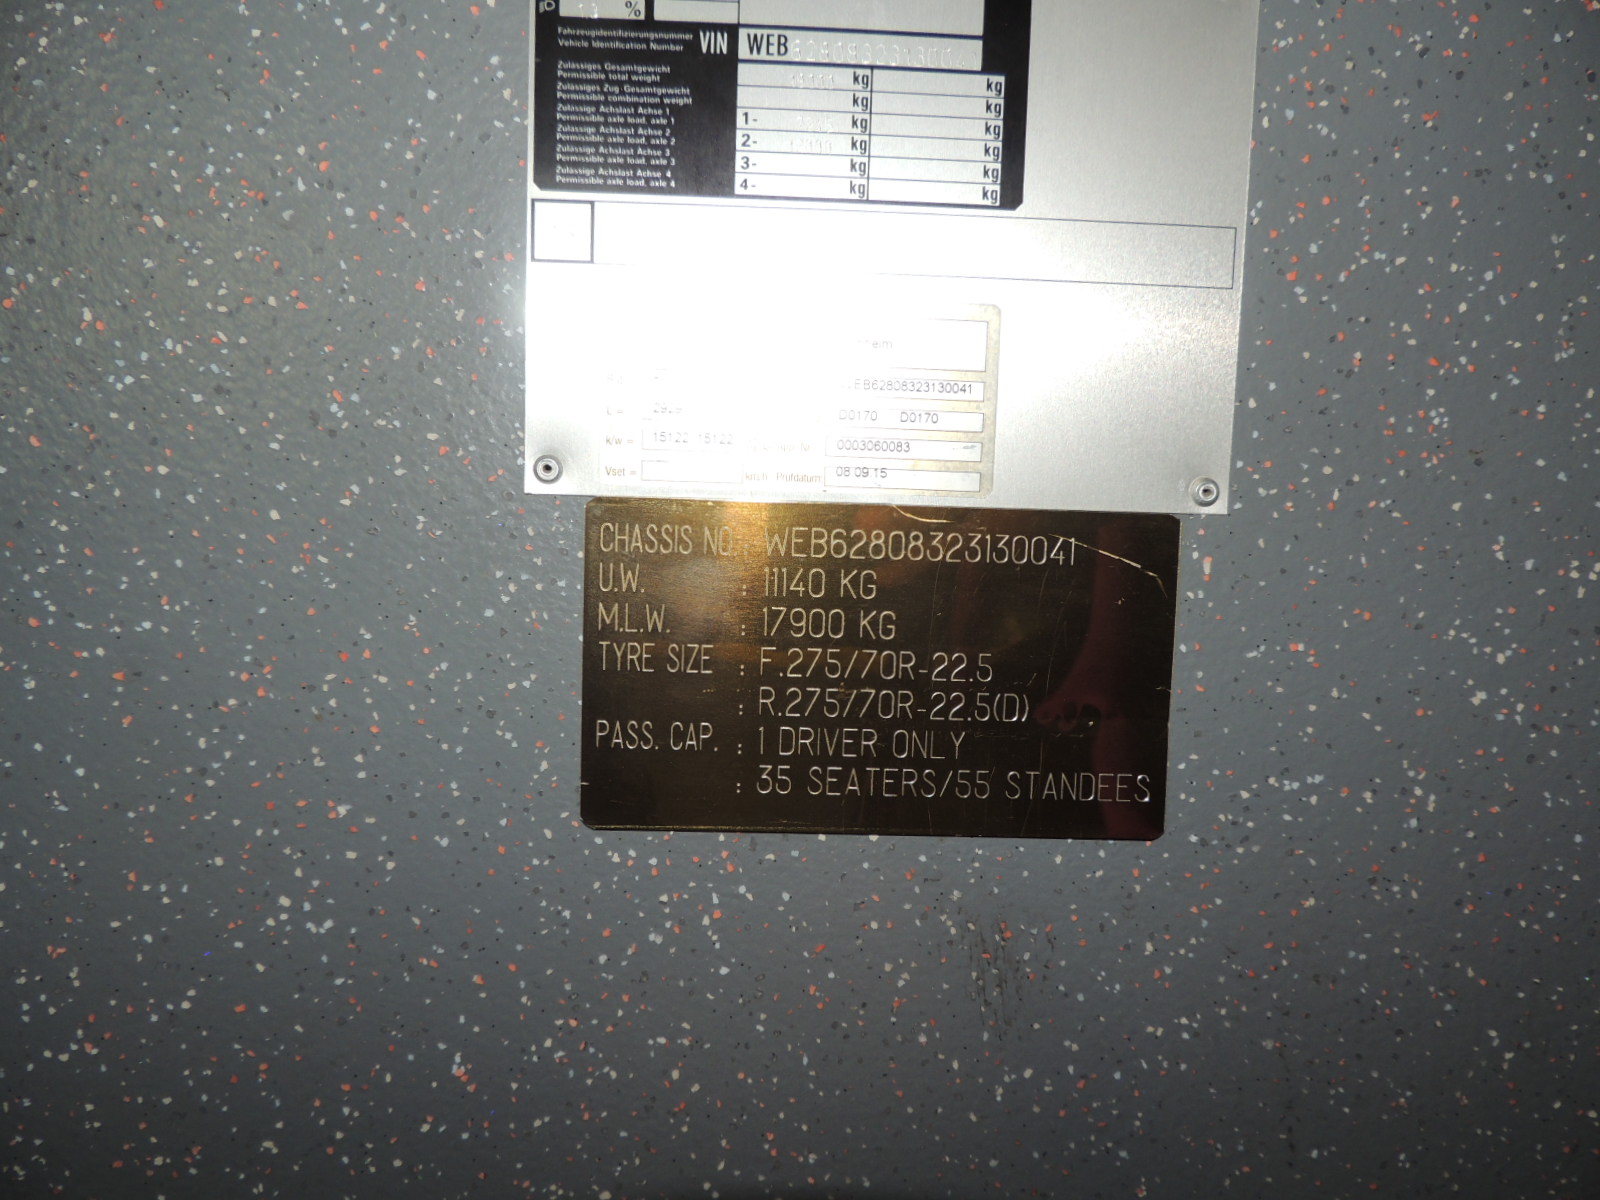 %
Fahrzeugidentifizierungsnummer
Vehicle Identification Number VIN WEB 62808323130041
Zulässiges Gesamtgewicht
Permissible total weight kg kg
Zulässiges Zug-Gesamtgewicht
Permissible combination weight kg kg
Zulässige Achslast Achse 1
Permissible axle load, axle 1 1- kg kg
Zulässige Achslast Achse 2
Permissible axle load, axle 2 2- kg kg
Zulässige Achslast Achse 3
Permissible axle load, axle 3 3- kg kg
Zulässige Achslast Achse 4
Permissible axle load, axle 4 4- kg kg
EB62808323130041
L = D0170 D0170
k/w = 15122 15122 0003060083
Vset = km/h Prüfdatum 08.09.15
CHASSIS NO. : WEB62808323130041
U.W. : 11140 KG
M.L.W. : 17900 KG
TYRE SIZE : F.275/70R-22.5
: R.275/70R-22.5(D)
PASS. CAP. : 1 DRIVER ONLY
: 35 SEATERS/55 STANDEES